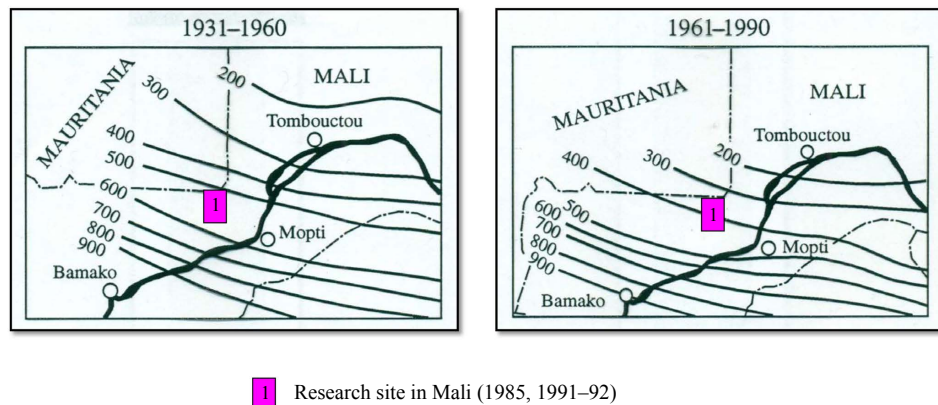 1931–1960
200
MALI
300
MAURITANIA
Tombouctou
400
500
600
1
700
800
Mopti
900
Bamako
1961–1990
MAURITANIA
MALI
Tombouctou
200
300
400
500
600
1
700
800
Mopti
900
Bamako
1 Research site in Mali (1985, 1991–92)